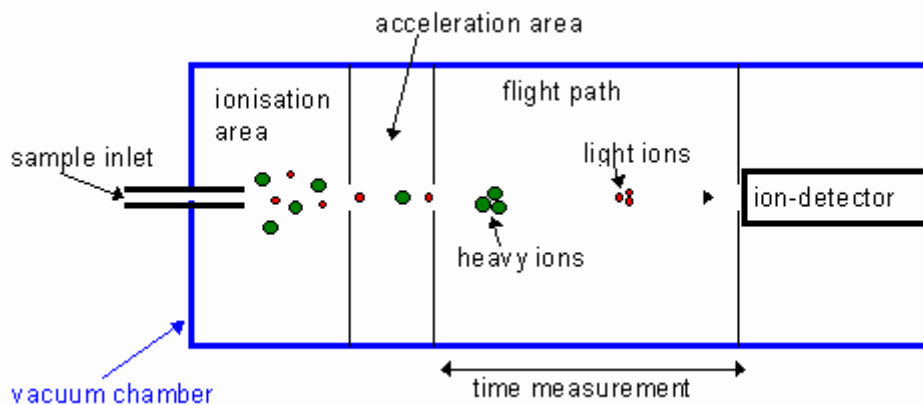 acceleration area
ionisation
area
flight path
sample inlet
light ions
ion-detector
heavy ions
vacuum chamber
time measurement